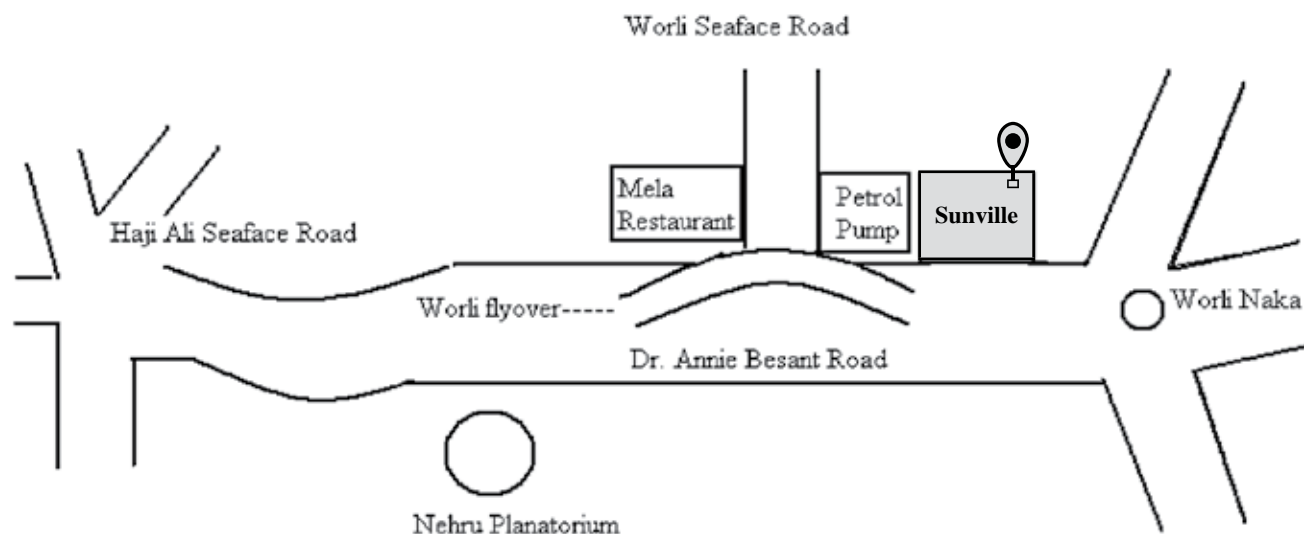 Worli Seaface Road
Mela
Restaurant
Petrol
Pump
Sunville
Haji Ali Seaface Road
Worli flyover-----
Worli Naka
Dr. Annie Besant Road
Nehru Planatorium